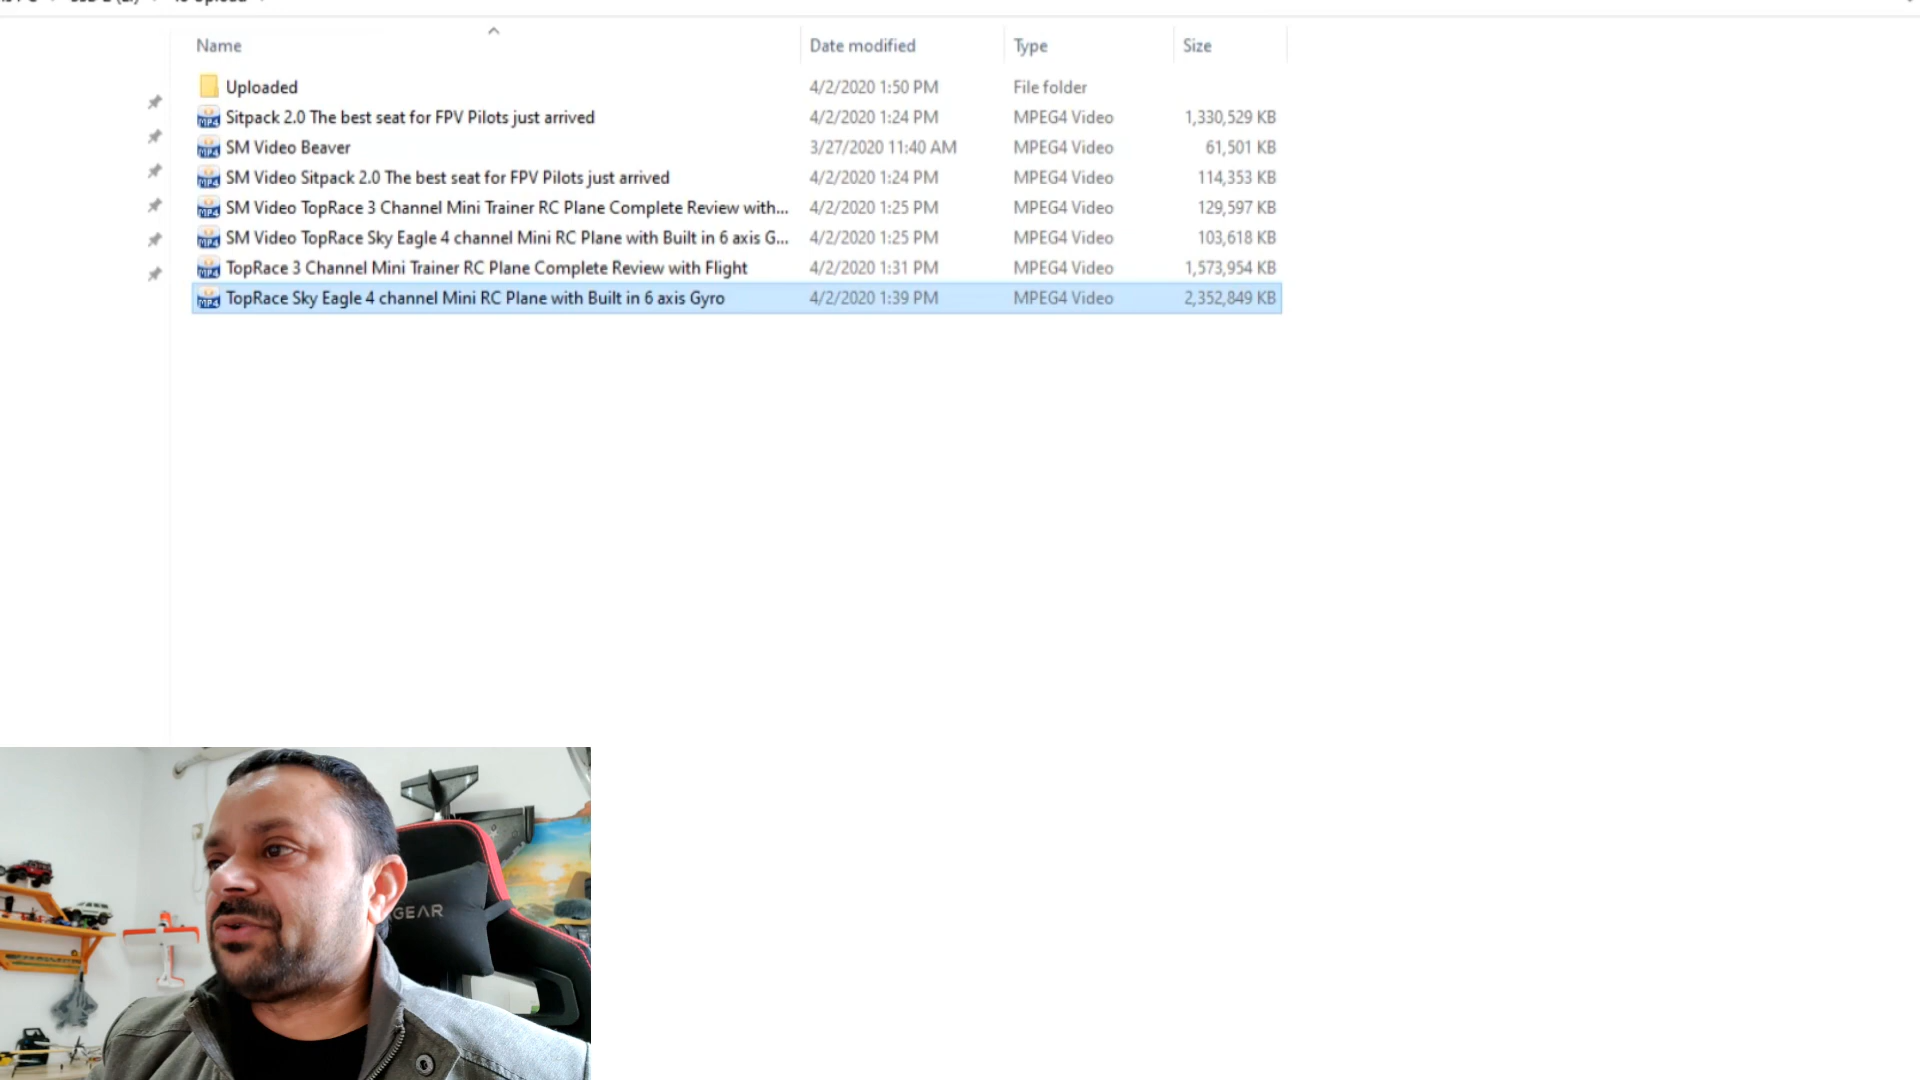 Name Date modified Type Size
Uploaded 4/2/2020 1:50 PM File folder
Sitpack 2.0 The best seat for FPV Pilots just arrived 4/2/2020 1:24 PM MPEG4 Video 1,330,529 KB
SM Video Beaver 3/27/2020 11:40 AM MPEG4 Video 61,501 KB
SM Video Sitpack 2.0 The best seat for FPV Pilots just arrived 4/2/2020 1:24 PM MPEG4 Video 114,353 KB
SM Video TopRace 3 Channel Mini Trainer RC Plane Complete Review with... 4/2/2020 1:25 PM MPEG4 Video 129,597 KB
SM Video TopRace Sky Eagle 4 channel Mini RC Plane with Built in 6 axis G... 4/2/2020 1:25 PM MPEG4 Video 103,618 KB
TopRace 3 Channel Mini Trainer RC Plane Complete Review with Flight 4/2/2020 1:31 PM MPEG4 Video 1,573,954 KB
TopRace Sky Eagle 4 channel Mini RC Plane with Built in 6 axis Gyro 4/2/2020 1:39 PM MPEG4 Video 2,352,849 KB
GEAR